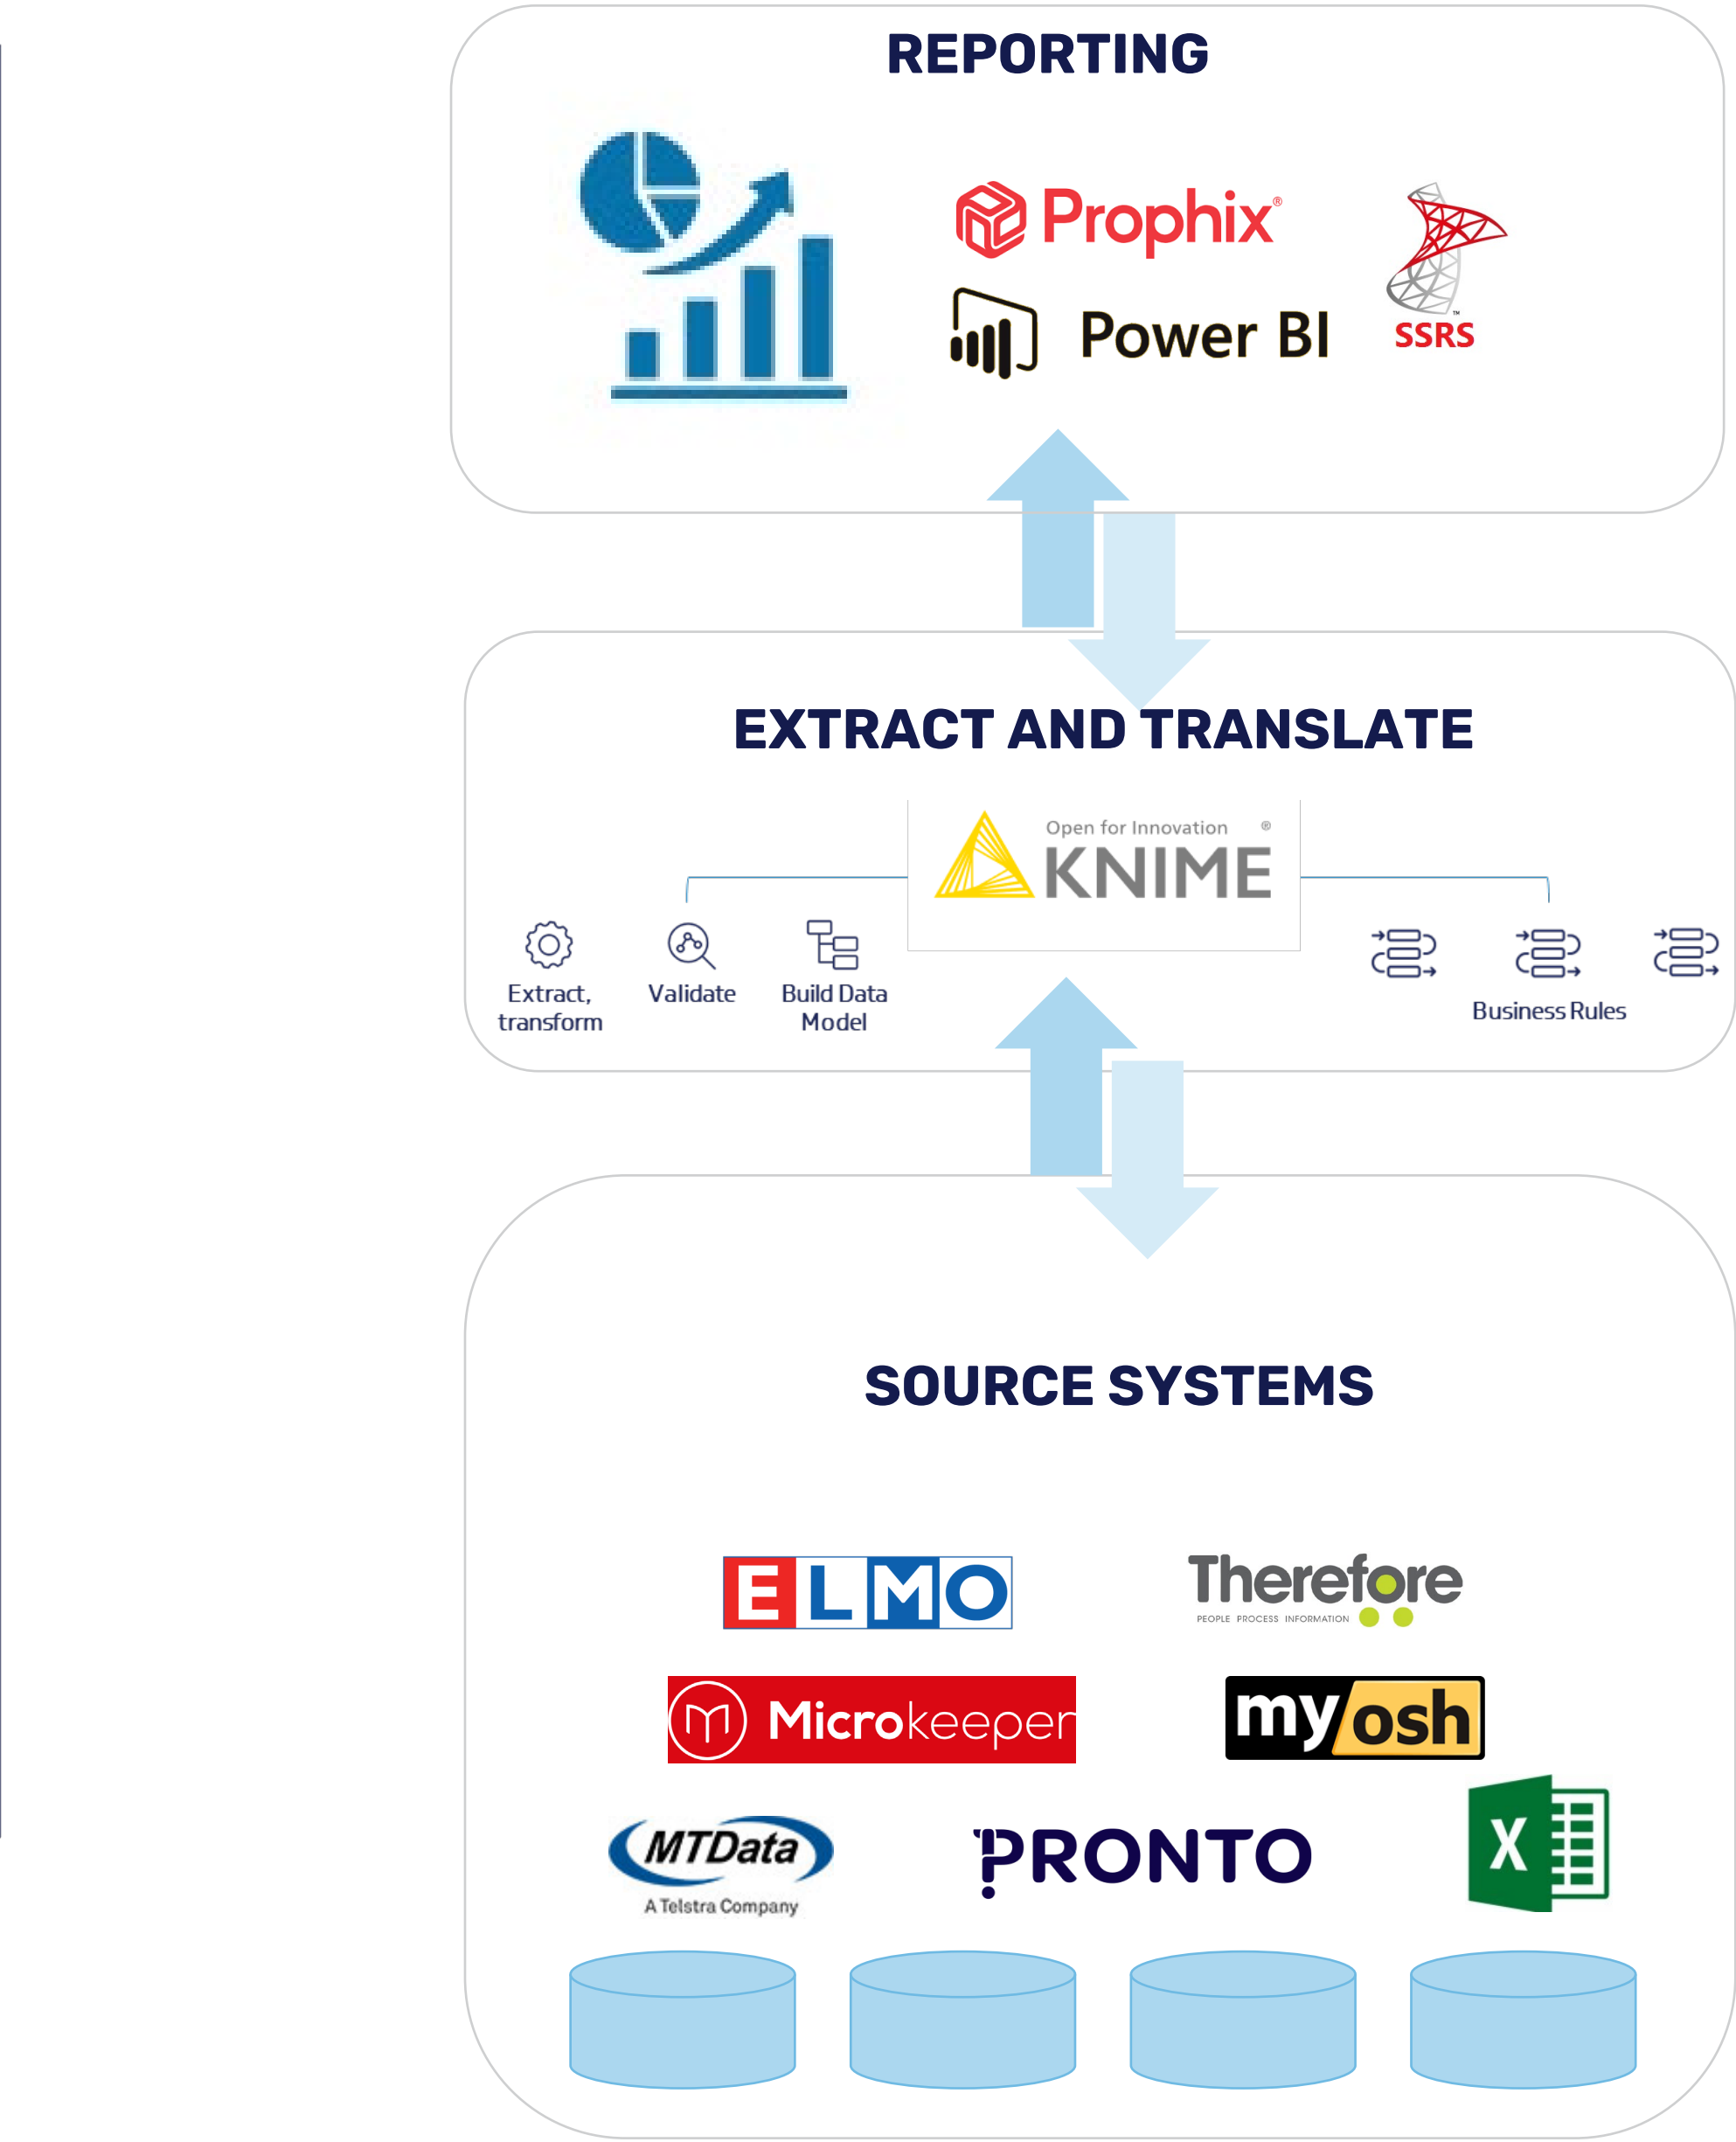 REPORTING
Prophix®
Power BI
™
SSRS
EXTRACT AND TRANSLATE
Open for Innovation ®
KNIME
Extract,
transform
Validate
Build Data
Model
Business Rules
SOURCE SYSTEMS
ELMO
Therefore
PEOPLE PROCESS INFORMATION
Microkeeper
myosh
MTData
A Telstra Company
PRONTO
X